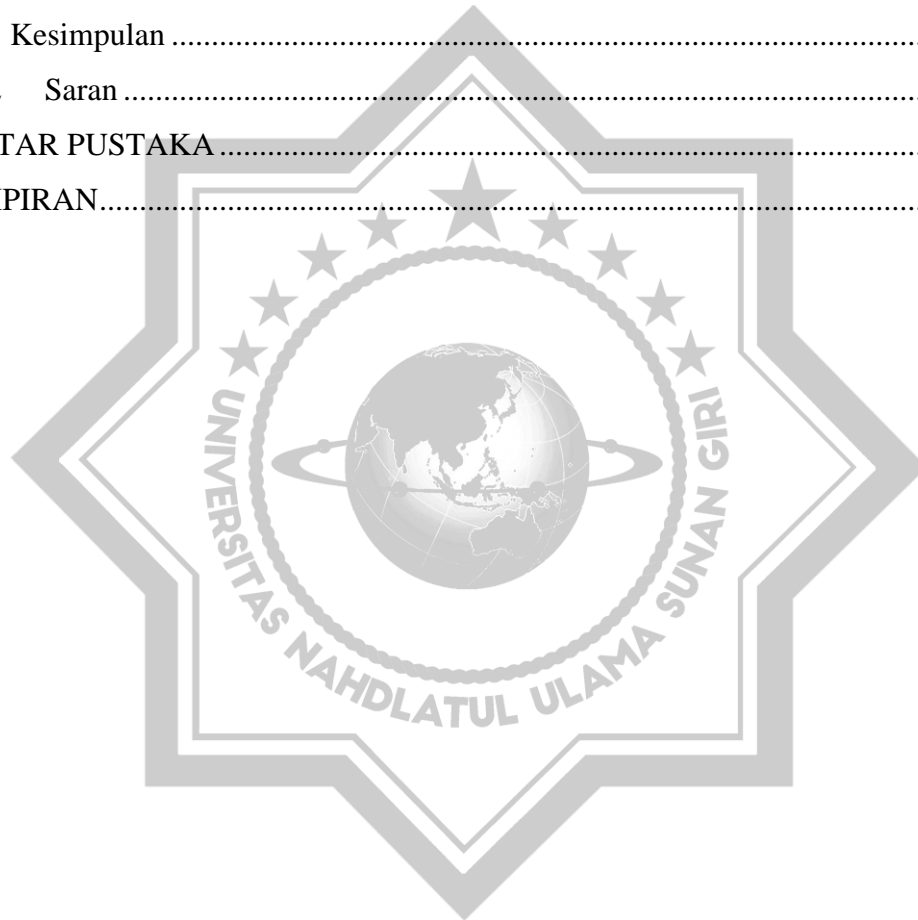 Kesimpulan ...........................................................................................
Saran ...................................................................................................
TAR PUSTAKA ......................................................................................
PIRAN....................................................................................................
UNIVERSITAS NAHDLATUL ULAMA SUNAN GIRI